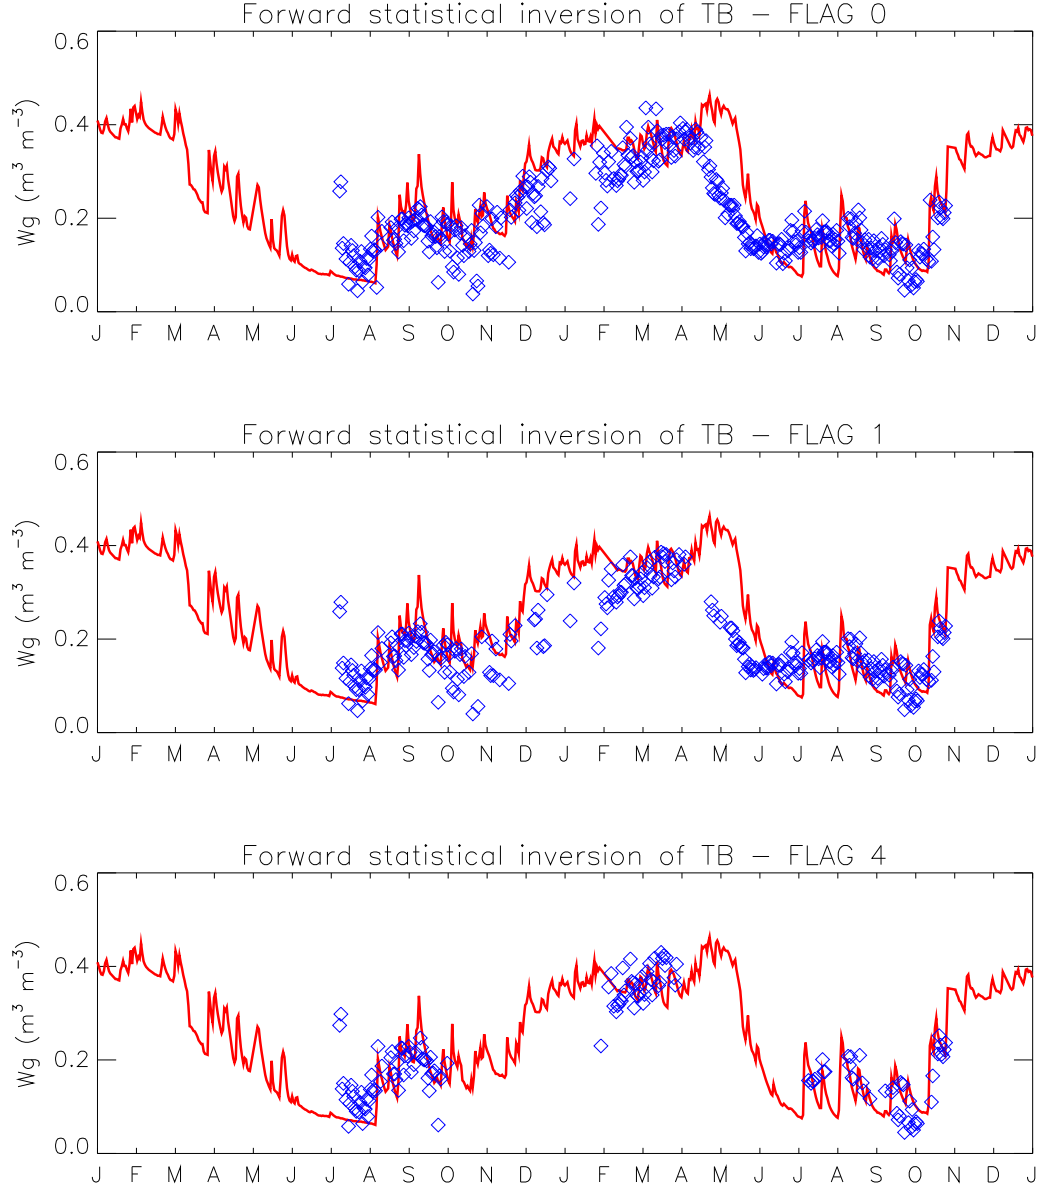 Forward statistical inversion of TB – FLAG 0
0.6
0.4
0.2
0.0
Wg (m³ m⁻³)
J F M A M J J A S O N D J F M A M J J A S O N D J
Forward statistical inversion of TB – FLAG 1
0.6
0.4
0.2
0.0
Wg (m³ m⁻³)
J F M A M J J A S O N D J F M A M J J A S O N D J
Forward statistical inversion of TB – FLAG 4
0.6
0.4
0.2
0.0
Wg (m³ m⁻³)
J F M A M J J A S O N D J F M A M J J A S O N D J